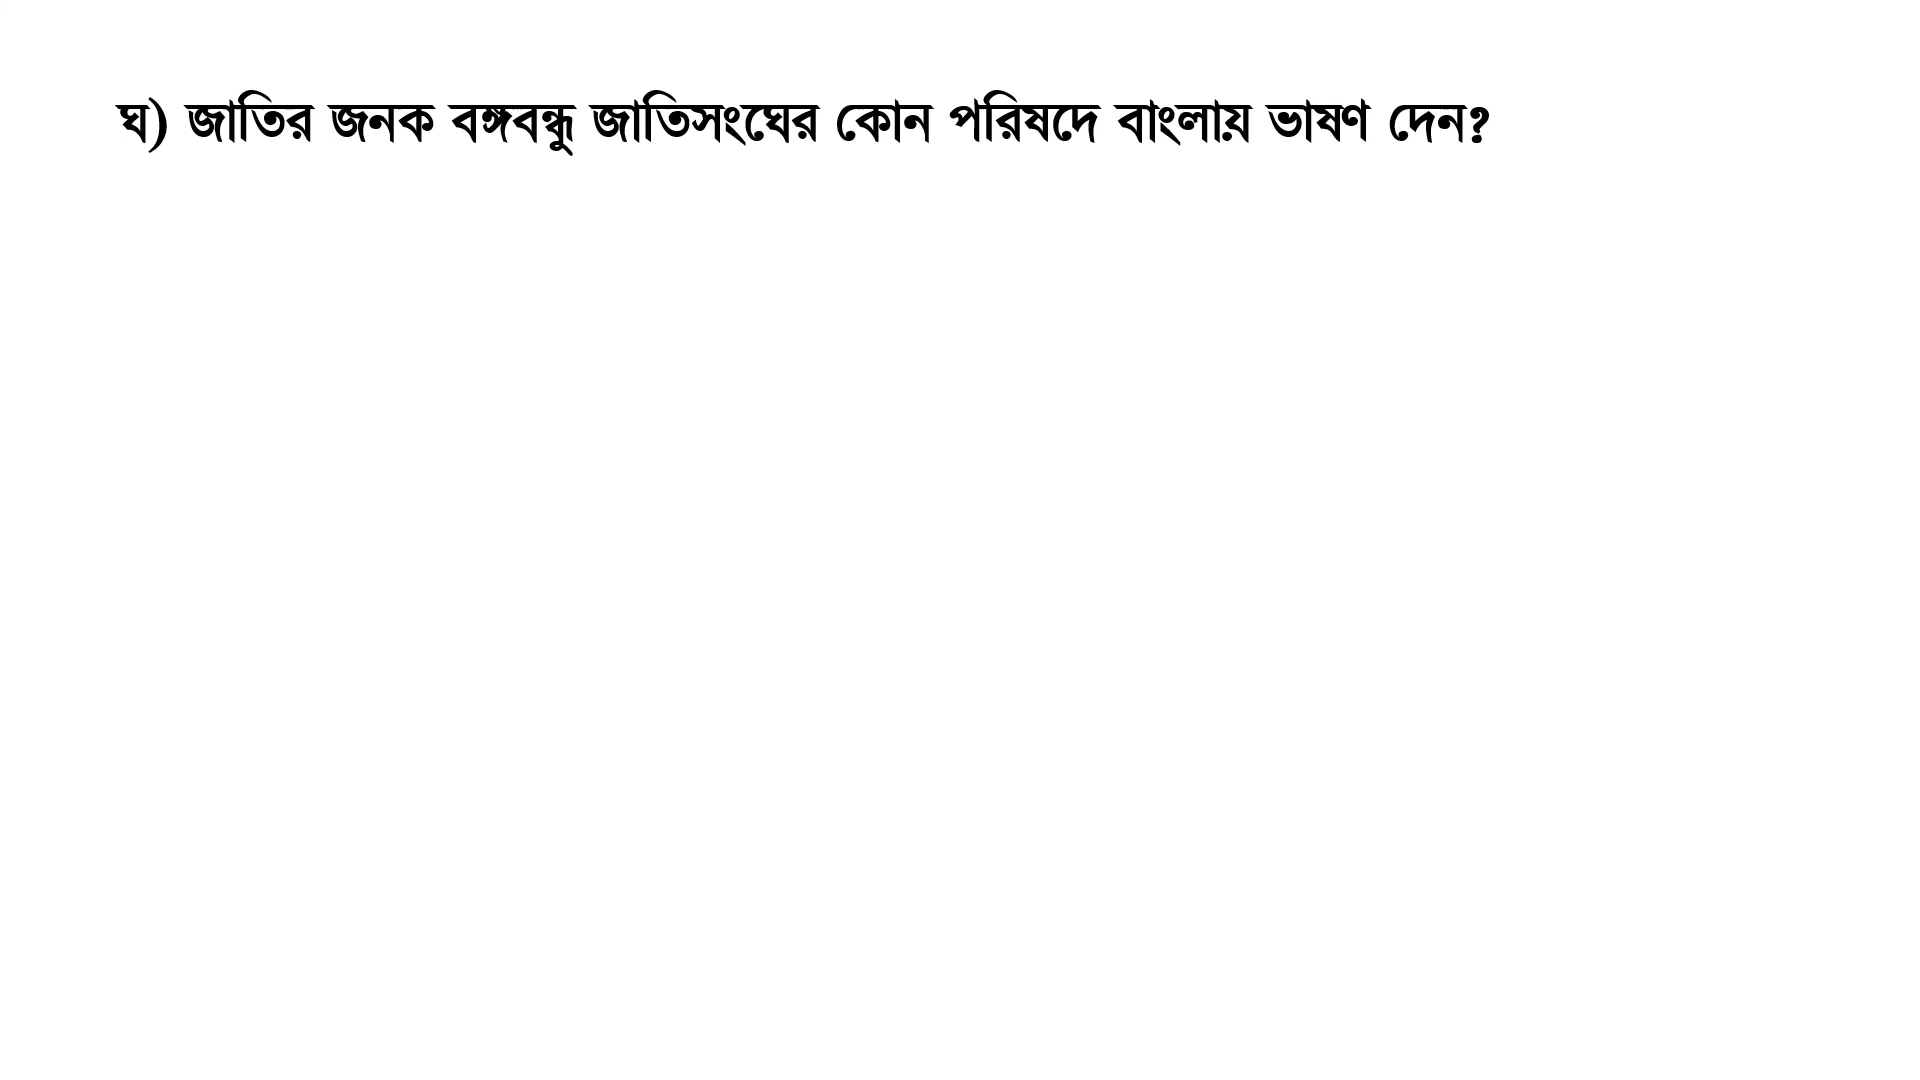 ঘ) জাতির জনক বঙ্গবন্ধু জাতিসংঘের কোন পরিষদে বাংলায় ভাষণ দেন?